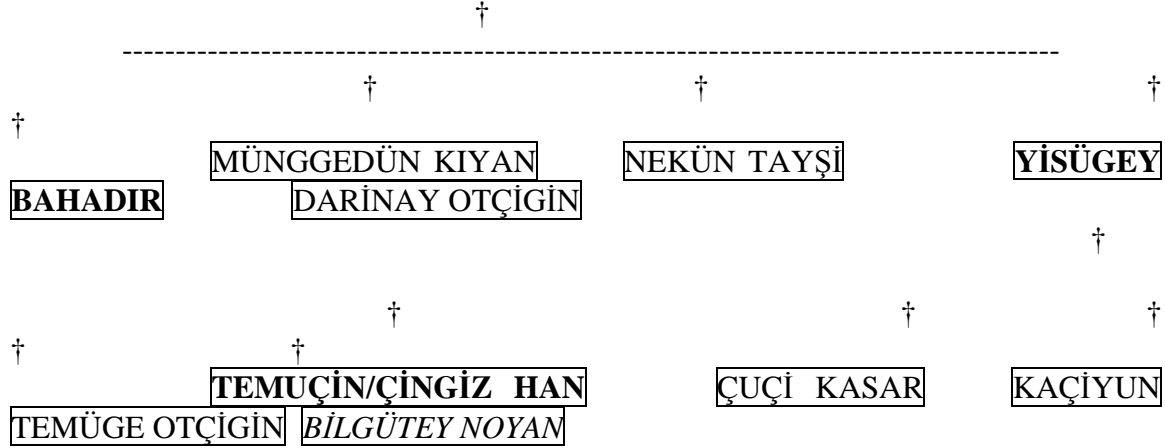 †
----------------------------------------------------------------------------------------
† † †
†
MÜNGGEDÜN KIYAN NEKÜN TAYŞİ YİSÜGEY
BAHADIR DARİNAY OTÇİGİN
†
† † †
† †
TEMUÇİN/ÇİNGİZ HAN ÇUÇİ KASAR KAÇİYUN
TEMÜGE OTÇİGİN BİLGÜTEY NOYAN